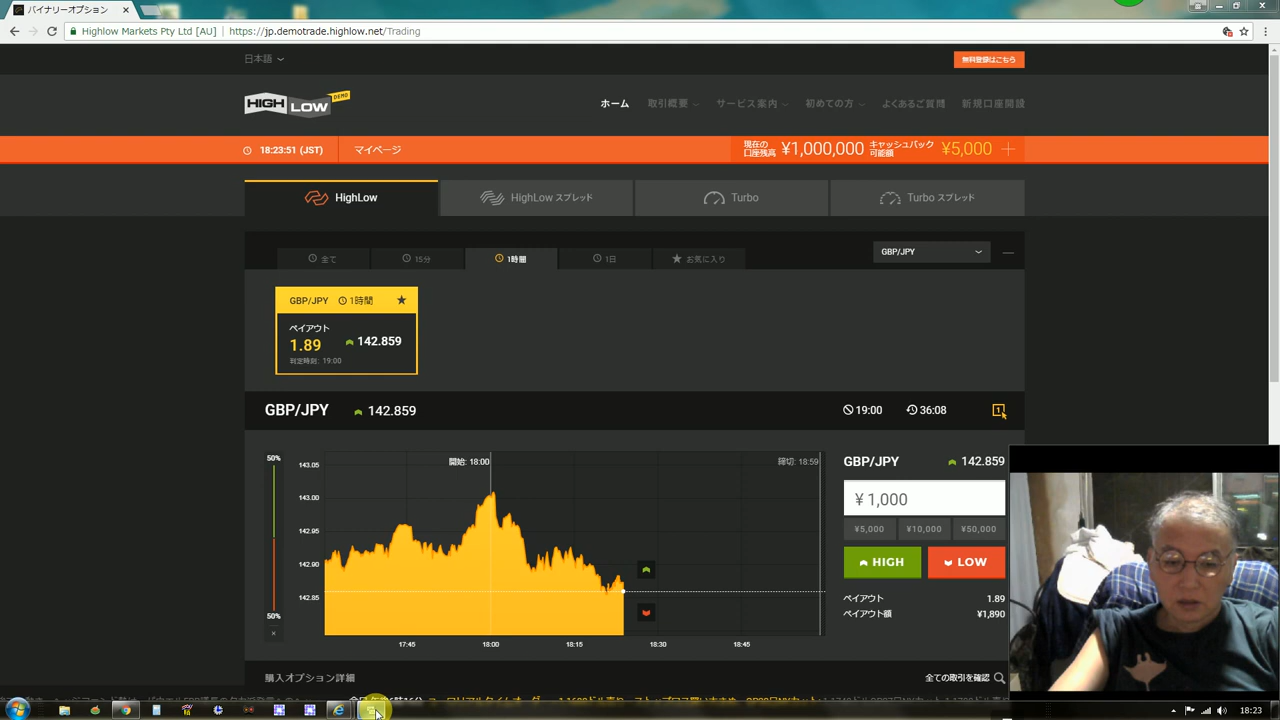 バイナリーオプション
Highlow Markets Pty Ltd [AU] https://jp.demotrade.highlow.net/Trading
日本語
無料登録はこちら
HIGH LOW DEMO
ホーム 取引概要 サービス案内 初めての方 よくあるご質問 新規口座開設
18:23:51 (JST) マイページ 現在の口座残高 ¥1,000,000 キャッシュバック可能額 ¥5,000
HighLow HighLow スプレッド Turbo Turbo スプレッド
全て 15分 1時間 1日 お気に入り GBP/JPY
GBP/JPY 1時間
ペイアウト
1.89 142.859
判定時刻: 19:00
GBP/JPY 142.859 19:00 36:08 1
50% 143.05 開始: 18:00 締切: 18:59 GBP/JPY 142.859
143.00 ¥ 1,000
142.95 ¥5,000 ¥10,000 ¥50,000
142.90 HIGH LOW
142.85 ペイアウト 1.89
50% ペイアウト額 ¥1,890
17:45 18:00 18:15 18:30 18:45
購入オプション詳細 全ての取引を確認
18:23